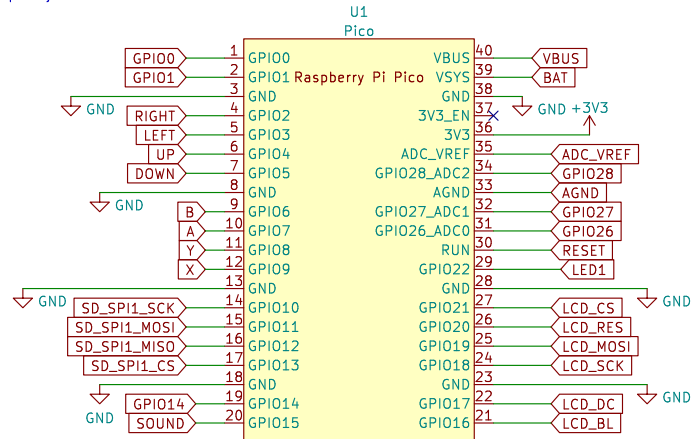 U1
Pico
GPIO0 1 GPIO0 VBUS 40 VBUS
GPIO1 2 GPIO1 Raspberry Pi Pico VSYS 39 BAT
GND 3 GND GND 38 GND +3V3
RIGHT 4 GPIO2 3V3_EN 37
LEFT 5 GPIO3 3V3 36
UP 6 GPIO4 ADC_VREF 35 ADC_VREF
DOWN 7 GPIO5 GPIO28_ADC2 34 GPIO28
GND 8 GND AGND 33 AGND
B 9 GPIO6 GPIO27_ADC1 32 GPIO27
A 10 GPIO7 GPIO26_ADC0 31 GPIO26
Y 11 GPIO8 RUN 30 RESET
X 12 GPIO9 GPIO22 29 LED1
GND 13 GND GND 28 GND
SD_SPI1_SCK 14 GPIO10 GPIO21 27 LCD_CS
SD_SPI1_MOSI 15 GPIO11 GPIO20 26 LCD_RES
SD_SPI1_MISO 16 GPIO12 GPIO19 25 LCD_MOSI
SD_SPI1_CS 17 GPIO13 GPIO18 24 LCD_SCK
GND 18 GND GND 23 GND
GPIO14 19 GPIO14 GPIO17 22 LCD_DC
SOUND 20 GPIO15 GPIO16 21 LCD_BL